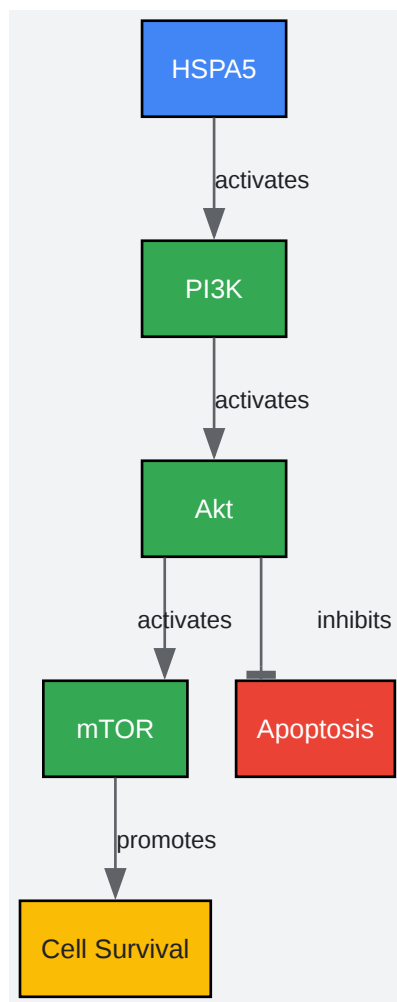 HSPA5
activates
PI3K
activates
Akt
activates
inhibits
mTOR
Apoptosis
promotes
Cell Survival